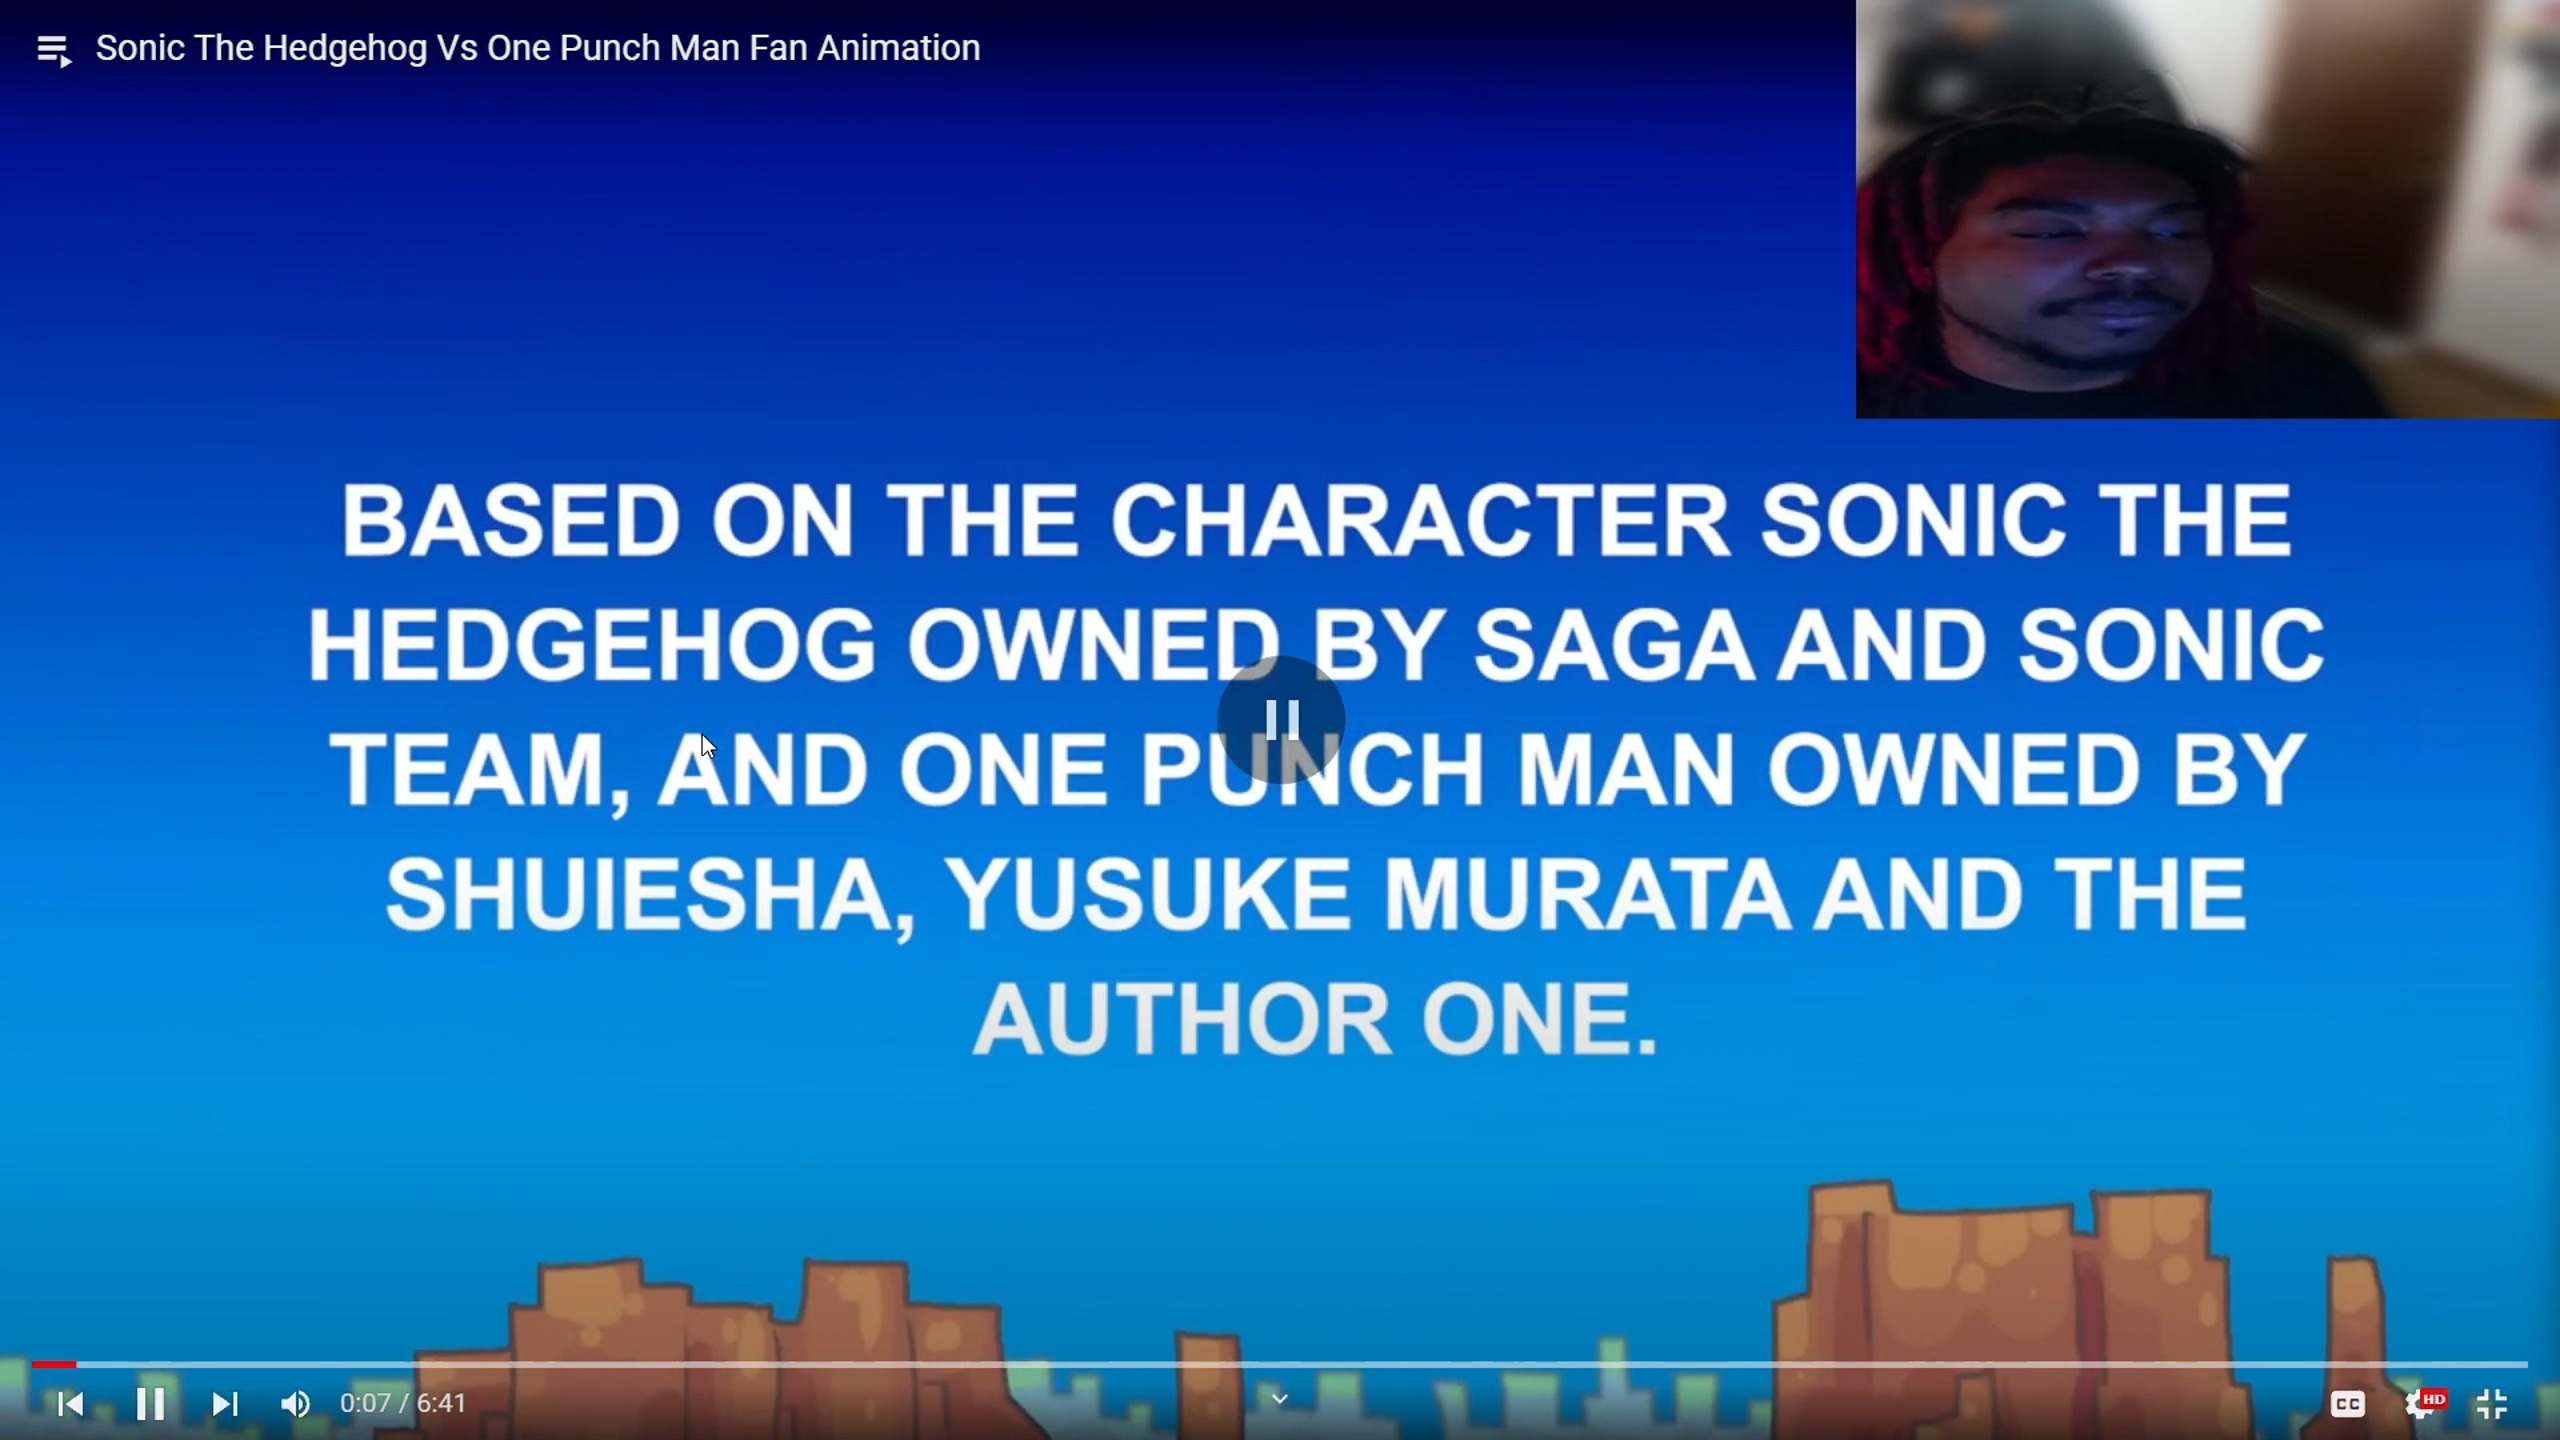 Sonic The Hedgehog Vs One Punch Man Fan Animation
BASED ON THE CHARACTER SONIC THE
HEDGEHOG OWNED BY SAGA AND SONIC
TEAM, AND ONE PUNCH MAN OWNED BY
SHUIESHA, YUSUKE MURATA AND THE
AUTHOR ONE.
0:07 / 6:41
CC
HD